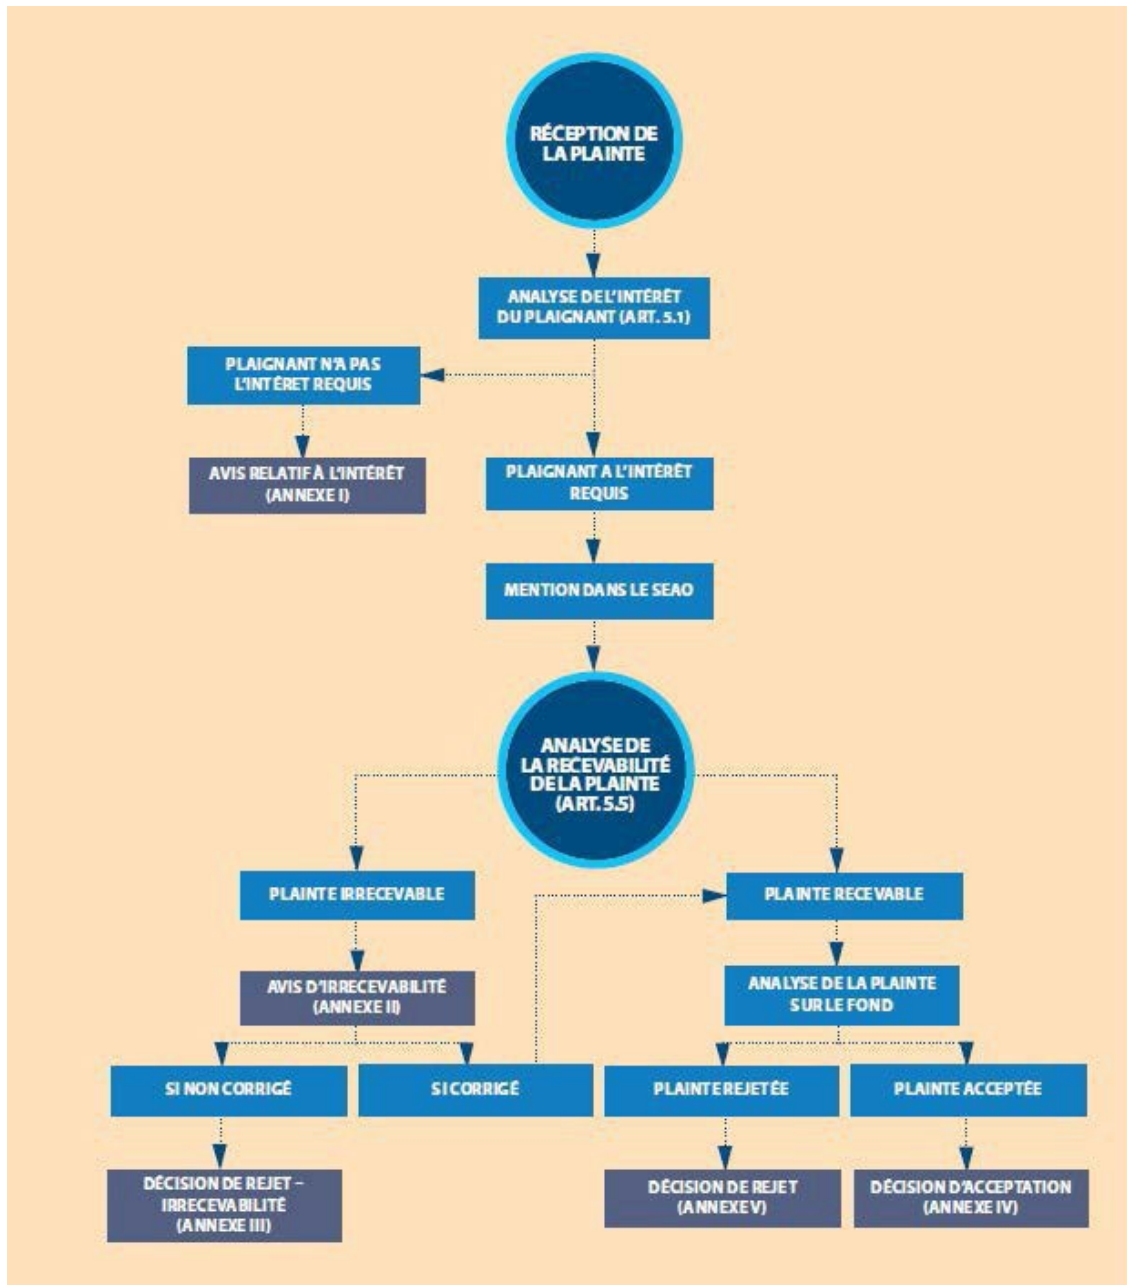 RÉCEPTION DE
LA PLAINTE
ANALYSE DE L'INTÉRÊT
DU PLAIGNANT (ART. 5.1)
PLAIGNANT N'A PAS
L'INTÉRET REQUIS
AVIS RELATIF À L'INTÉRÊT
(ANNEXE I)
PLAIGNANT A L'INTÉRÊT
REQUIS
MENTION DANS LE SEAO
ANALYSE DE
LA RECEVABILITÉ
DE LA PLAINTE
(ART. 5.5)
PLAINTE IRRECEVABLE
PLAINTE RECEVABLE
AVIS D'IRRECEVABILITÉ
(ANNEXE II)
ANALYSE DE LA PLAINTE
SUR LE FOND
SI NON CORRIGÉ
SI CORRIGÉ
PLAINTE REJETÉE
PLAINTE ACCEPTÉE
DÉCISION DE REJET –
IRRECEVABILITÉ
(ANNEXE III)
DÉCISION DE REJET
(ANNEXE V)
DÉCISION D'ACCEPTATION
(ANNEXE IV)